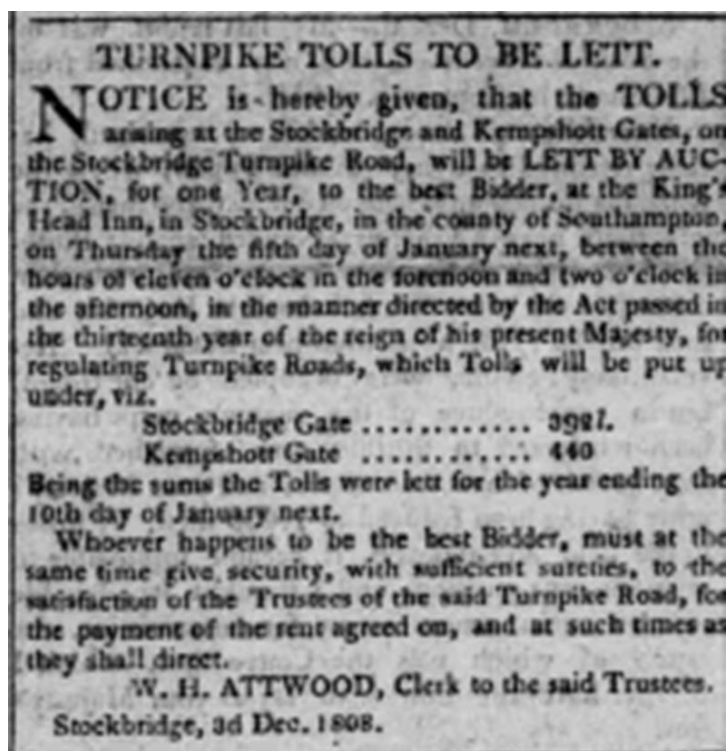 TURNPIKE TOLLS TO BE LETT.
NOTICE is hereby given, that the TOLLS
arising at the Stockbridge and Kempshott Gates, on
the Stockbridge Turnpike Road, will be LETT BY AUC-
TION, for one Year, to the best Bidder, at the King's
Head Inn, in Stockbridge, in the county of Southampton,
on Thursday the fifth day of January next, between the
hours of eleven o'clock in the forenoon and two o'clock in
the afternoon, in the manner directed by the Act passed in
the thirteenth year of the reign of his present Majesty, for
regulating Turnpike Roads, which Tolls will be put up
under, viz.
Stockbridge Gate ............. 392l.
Kempshott Gate ............. 440
Being the sums the Tolls were lett for the year ending the
10th day of January next.
Whoever happens to be the best Bidder, must at the
same time give security, with sufficient sureties, to the
satisfaction of the Trustees of the said Turnpike Road, for
the payment of the rent agreed on, and at such times as
they shall direct.
W. H. ATTWOOD, Clerk to the said Trustees.
Stockbridge, 3d Dec. 1808.